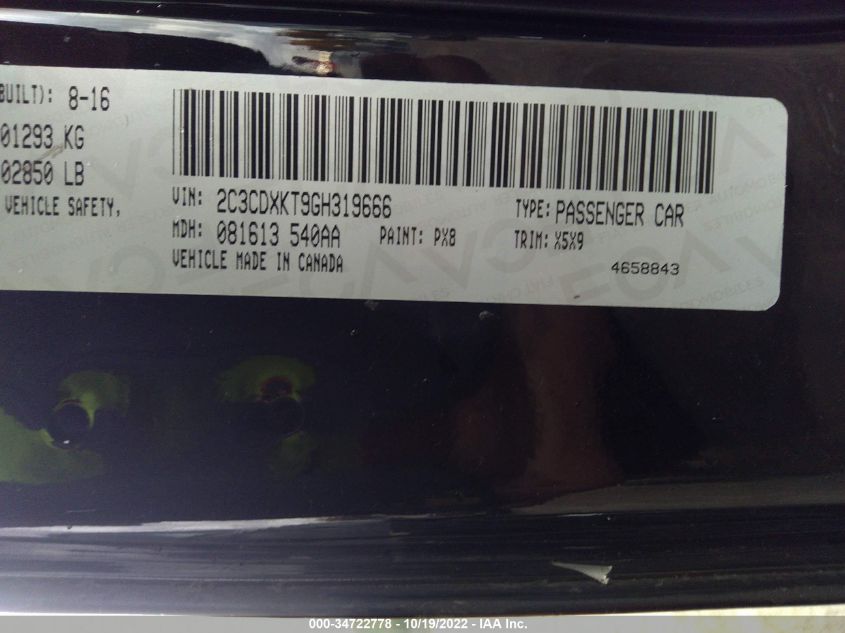 BUILT): 8-16
01293 KG
02850 LB
VEHICLE SAFETY,
VIN: 2C3CDXKT9GH319666 TYPE: PASSENGER CAR
MDH: 081613 540AA PAINT: PX8 TRIM: X5X9
VEHICLE MADE IN CANADA 4658843
000-34722778 - 10/19/2022 - IAA Inc.